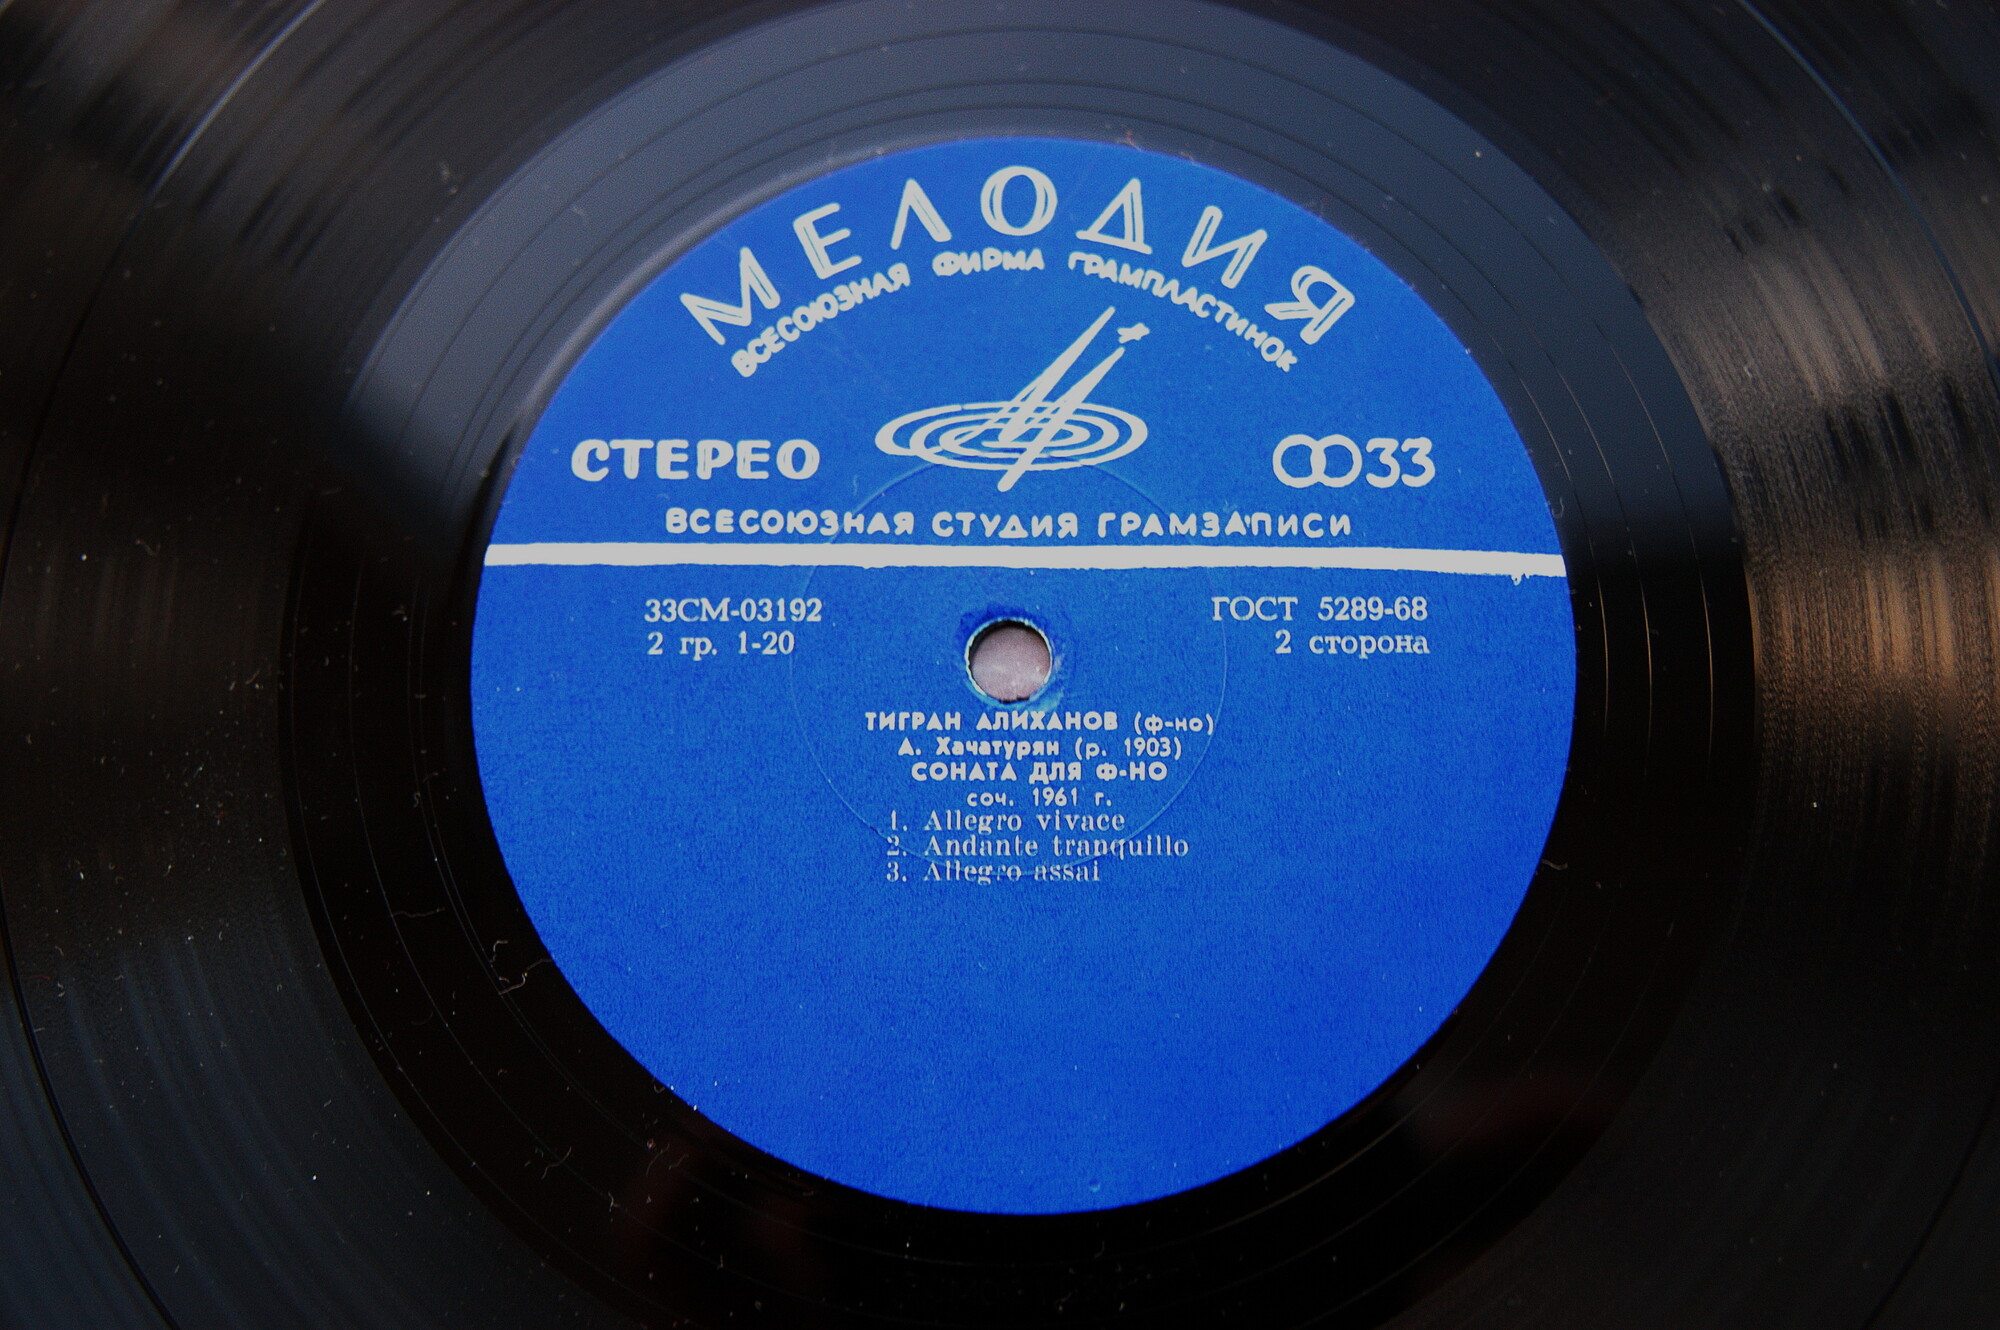 МЕЛОДИЯ
ВСЕСОЮЗНАЯ ФИРМА ГРАМПЛАСТИНОК
СТЕРЕО
33
ВСЕСОЮЗНАЯ СТУДИЯ ГРАМЗАПИСИ
33СМ-03192
ГОСТ 5289-68
2 гр. 1-20
2 сторона
ТИГРАН АЛИХАНОВ (ф-но)
А. Хачатурян (р. 1903)
СОНАТА ДЛЯ Ф-НО
соч. 1961 г.
1. Allegro vivace
2. Andante tranquillo
3. Allegro assai